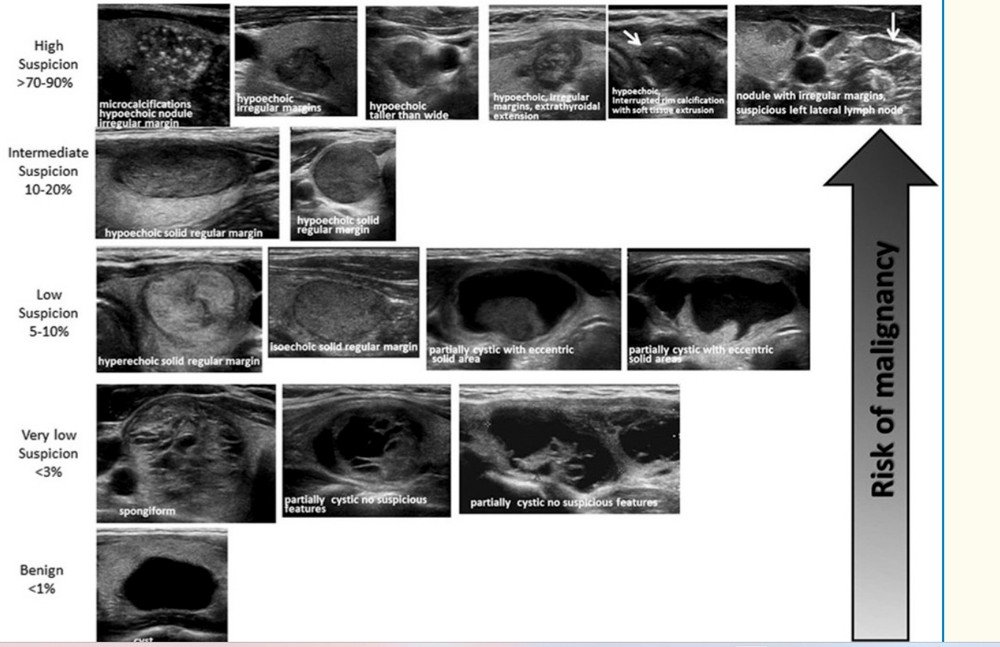 High
Suspicion
>70-90%
microcalcifications
hypoechoic nodule
irregular margin
hypoechoic
irregular margins
hypoechoic
taller than wide
hypoechoic, irregular
margins, extrathyroidal
extension
hypoechoic,
Interrupted rim calcification
with soft tissue extrusion
nodule with irregular margins,
suspicious left lateral lymph node
Intermediate
Suspicion
10-20%
hypoechoic solid regular margin
hypoechoic solid
regular margin
Low
Suspicion
5-10%
hyperechoic solid regular margin
isoechoic solid regular margin
partially cystic with eccentric
solid area
partially cystic with eccentric
solid areas
Very low
Suspicion
<3%
spongiform
partially cystic no suspicious
features
partially cystic no suspicious features
Benign
<1%
cyst
Risk of malignancy